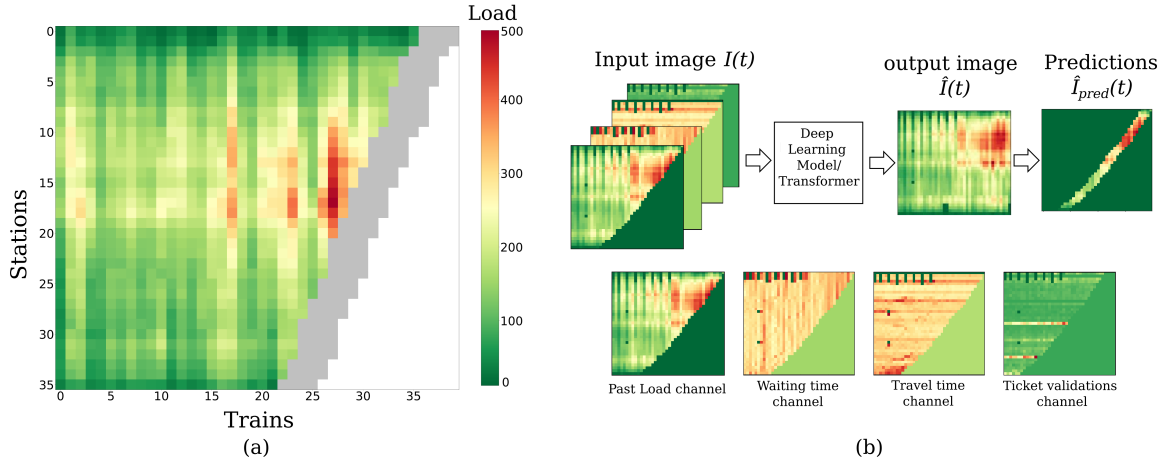 Load
0
5
10
15
20
25
30
35
Stations
0
5
10
15
20
25
30
35
Trains
500
400
300
200
100
0
(a)
Input image I(t)
output image
Î(t)
Predictions
Î_pred(t)
Deep
Learning
Model/
Transformer
Past Load channel
Waiting time
channel
Travel time
channel
Ticket validations
channel
(b)